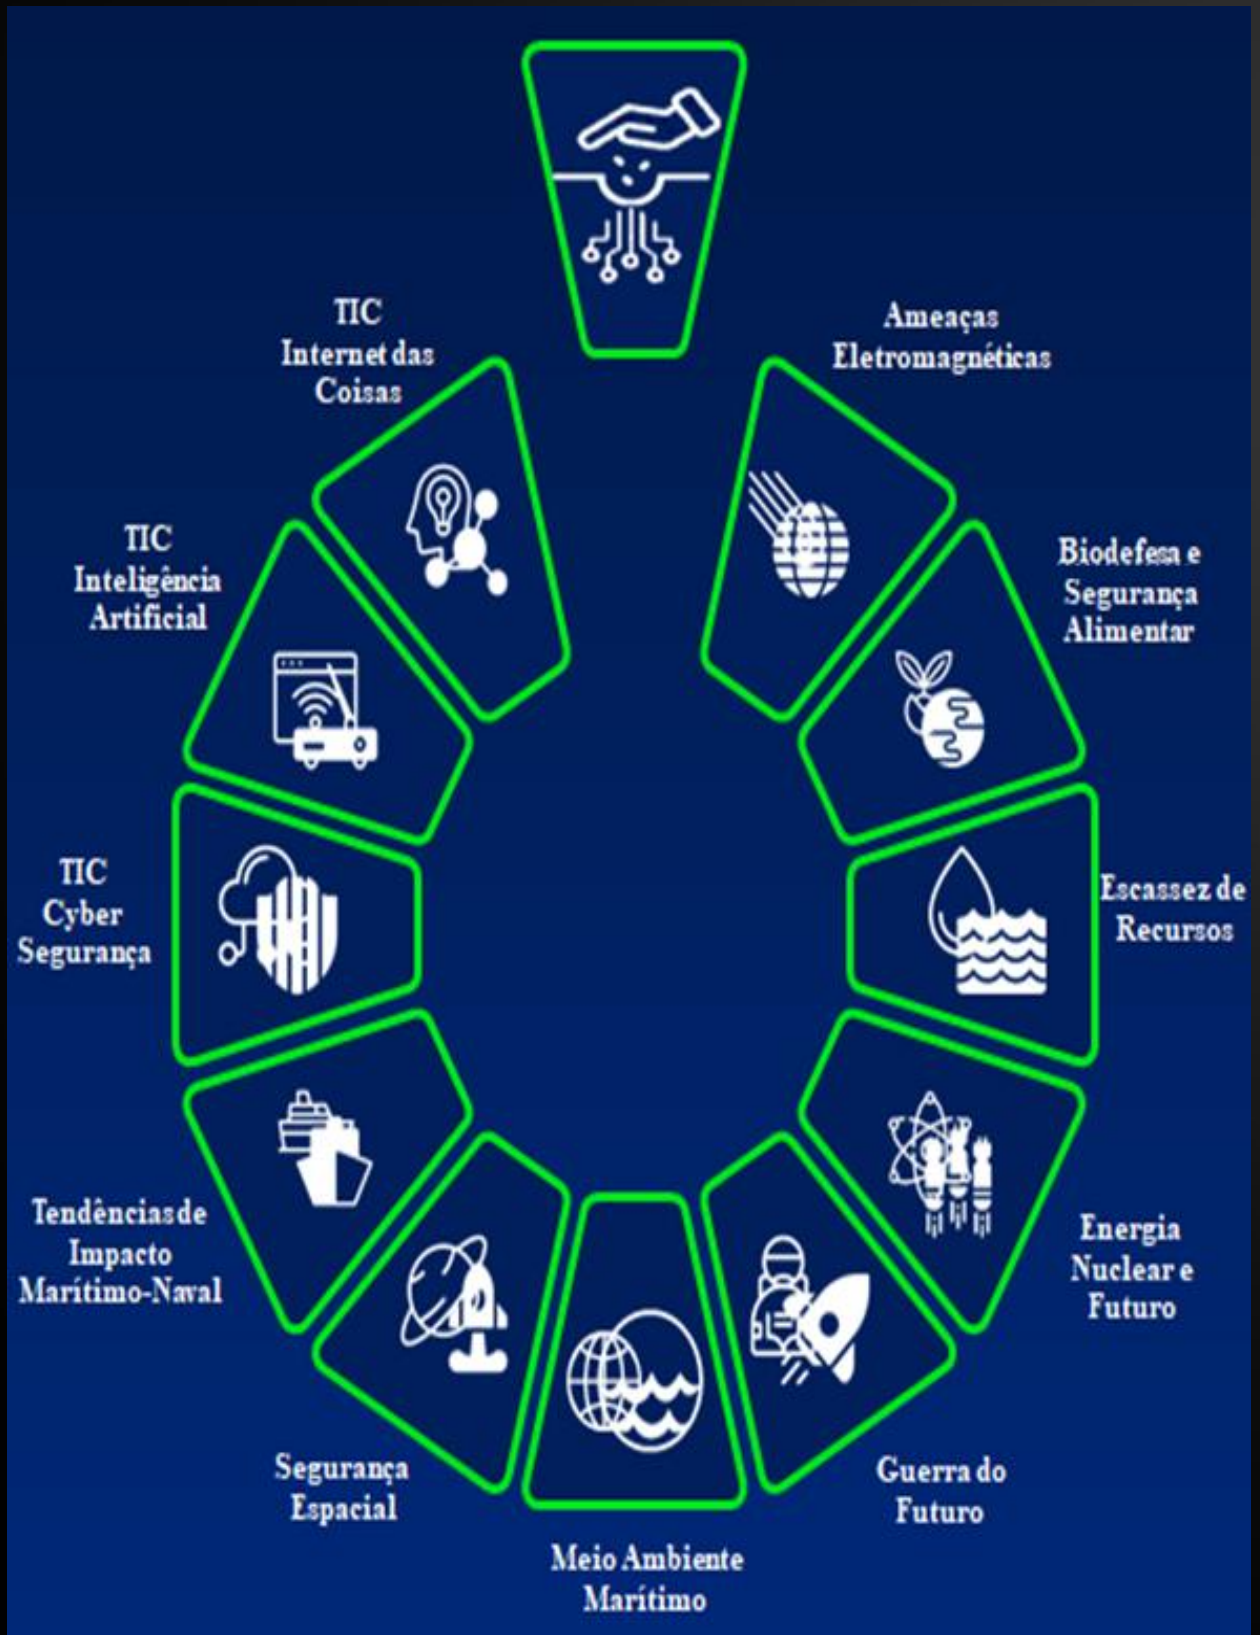 TIC
Internet das
Coisas
Ameaças
Eletromagnéticas
TIC
Inteligência
Artificial
Biodefesa e
Segurança
Alimentar
TIC
Cyber
Segurança
Escassez de
Recursos
Tendências de
Impacto
Marítimo-Naval
Energia
Nuclear e
Futuro
Segurança
Espacial
Guerra do
Futuro
Meio Ambiente
Marítimo